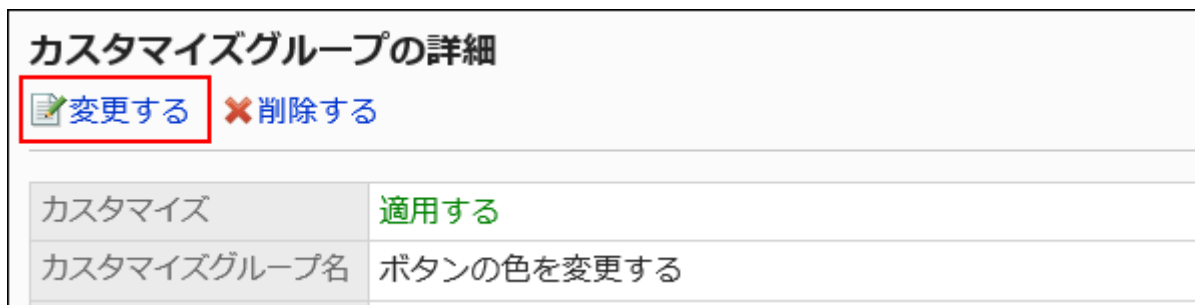 カスタマイズグループの詳細
変更する 削除する
カスタマイズ 適用する
カスタマイズグループ名 ボタンの色を変更する